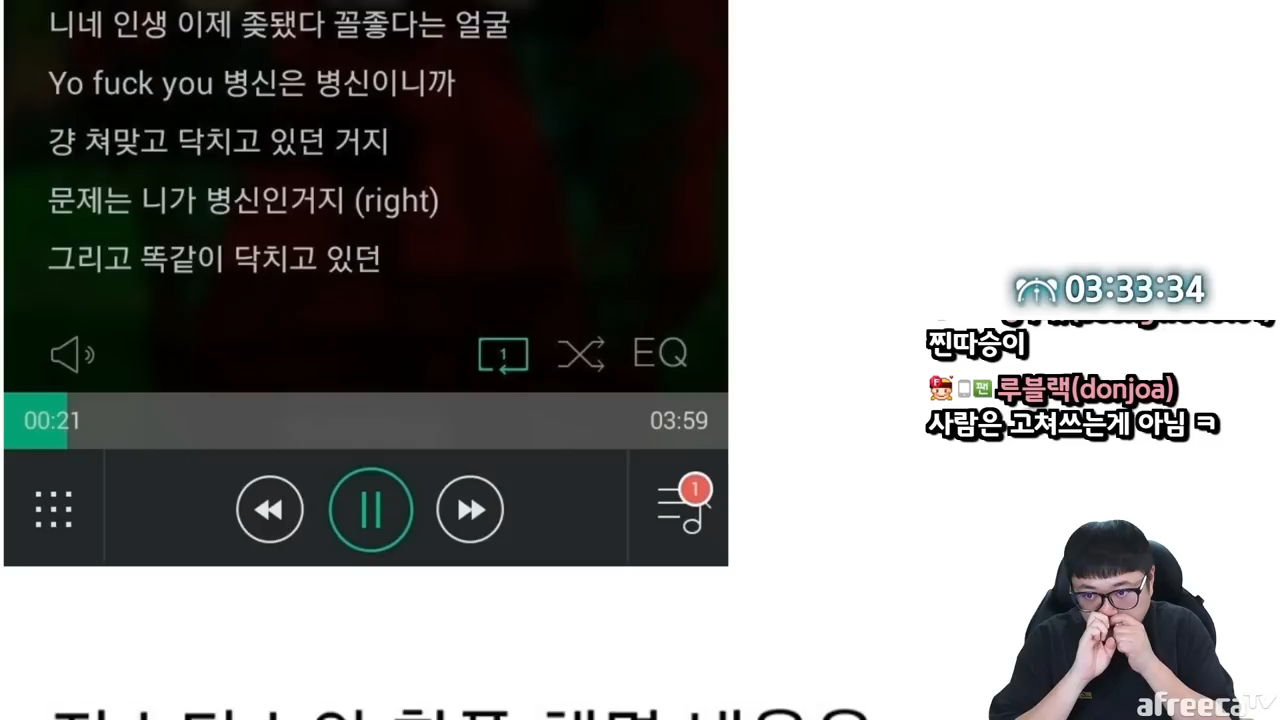 니네 인생 이제 좆됐다 꼴좋다는 얼굴
Yo fuck you 병신은 병신이니까
걍 쳐맞고 닥치고 있던 거지
문제는 니가 병신인거지 (right)
그리고 똑같이 닥치고 있던
1
EQ
00:21
03:59
1
03:33:34
찐따승이
F
팬
루블랙(donjoa)
사람은 고쳐쓰는게 아님 ㅋ
afreecaTV